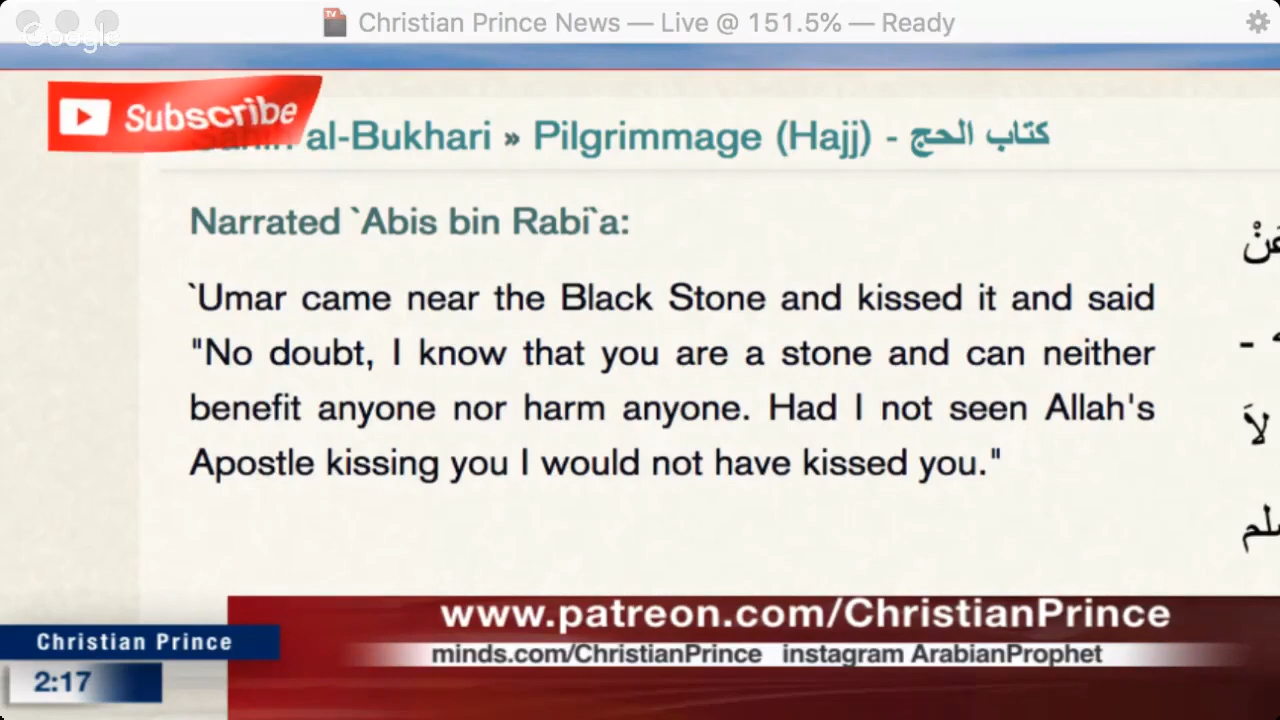 Christian Prince News — Live @ 151.5% — Ready
Google
Subscribe
Sahih al-Bukhari » Pilgrimmage (Hajj) - كتاب الحج
Narrated `Abis bin Rabi`a:
`Umar came near the Black Stone and kissed it and said
"No doubt, I know that you are a stone and can neither
benefit anyone nor harm anyone. Had I not seen Allah's
Apostle kissing you I would not have kissed you."
www.patreon.com/ChristianPrince
Christian Prince
minds.com/ChristianPrince instagram ArabianProphet
2:17